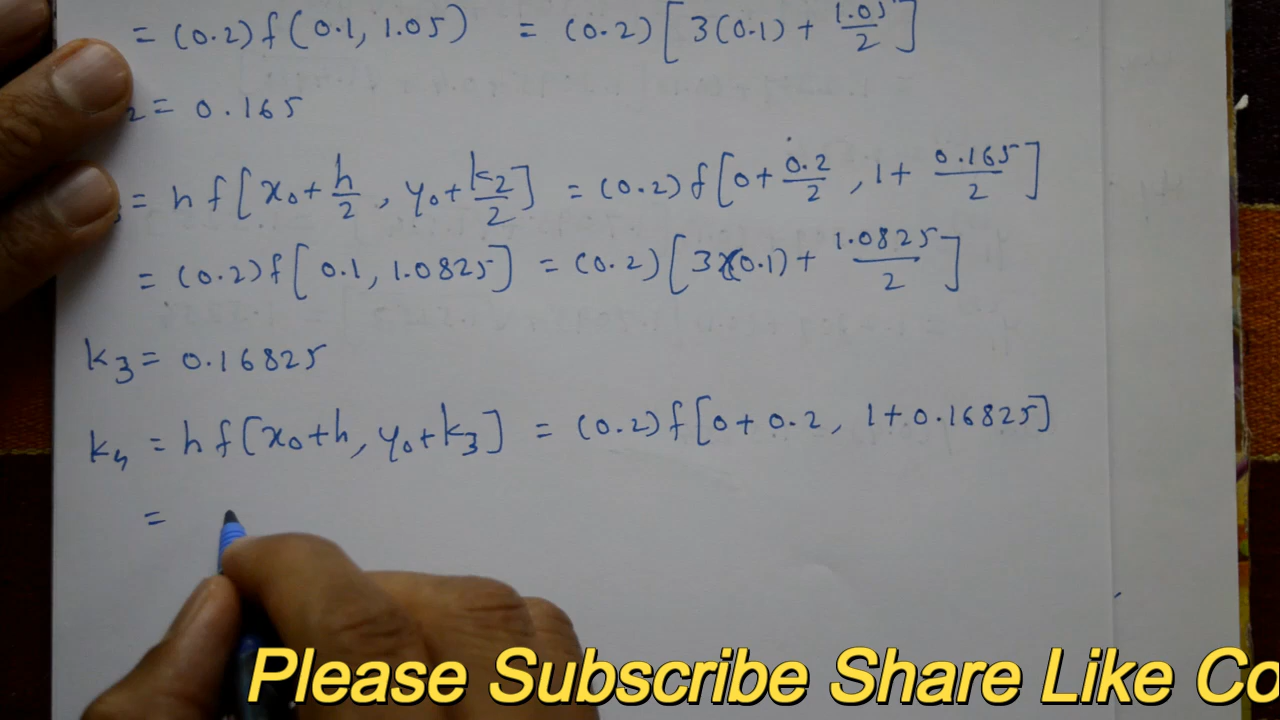 = (0.2) f(0.1, 1.05) = (0.2) [3(0.1) + 1.05/2]
2 = 0.165
3 = h f[x₀ + h/2, y₀ + k₂/2] = (0.2) f[0 + 0.2/2, 1 + 0.165/2]
= (0.2) f[0.1, 1.0825] = (0.2) [3×(0.1) + 1.0825/2]
k₃ = 0.16825
k₄ = h f[x₀+h, y₀+k₃] = (0.2) f[0 + 0.2, 1 + 0.16825]
=
Please Subscribe Share Like Co